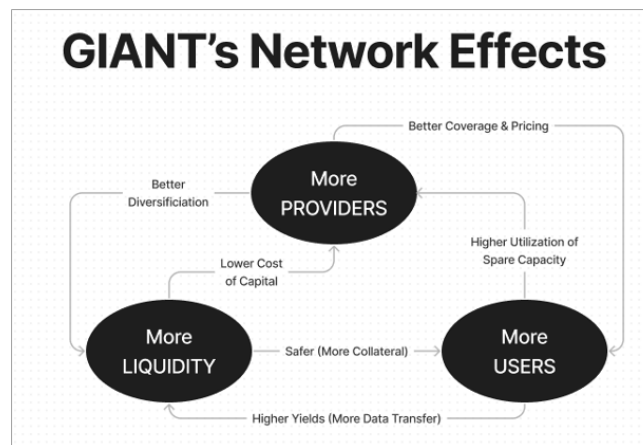 GIANT’s Network Effects
Better Coverage & Pricing
More
PROVIDERS
Better
Diversificiation
Higher Utilization of
Spare Capacity
Lower Cost
of Capital
More
LIQUIDITY
Safer (More Collateral)
More
USERS
Higher Yields (More Data Transfer)